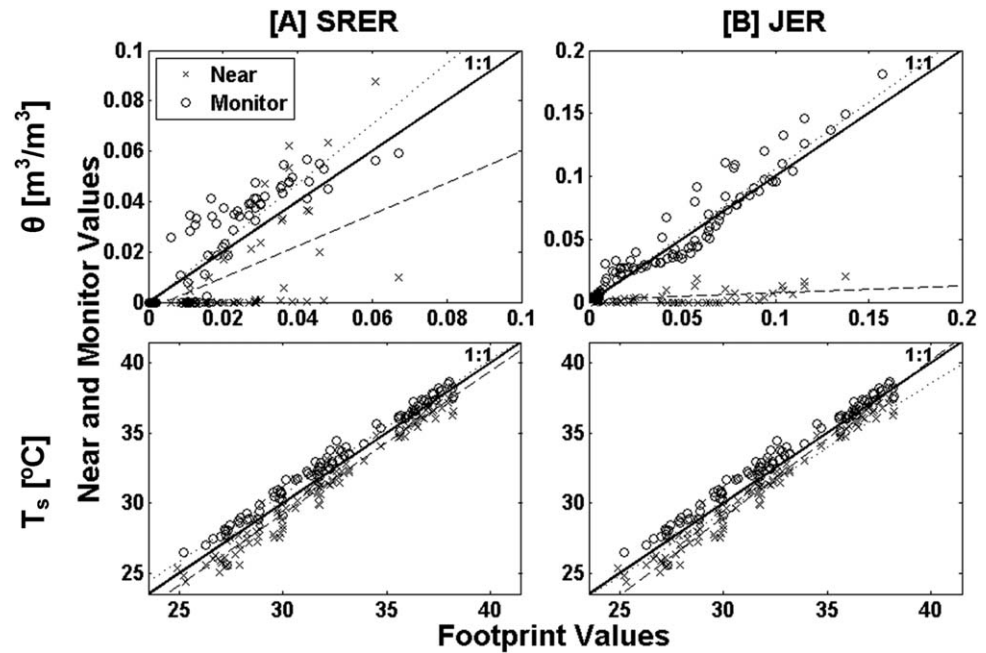 [A] SRER
[B] JER
θ [m³/m³]
Near and Monitor Values
0.1
0.08
0.06
0.04
0.02
0
Near
Monitor
1:1
0 0.02 0.04 0.06 0.08 0.1
0.2
0.15
0.1
0.05
0
1:1
0 0.05 0.1 0.15 0.2
Tₛ [ºC]
40
35
30
25
1:1
25 30 35 40
40
35
30
25
1:1
25 30 35 40
Footprint Values